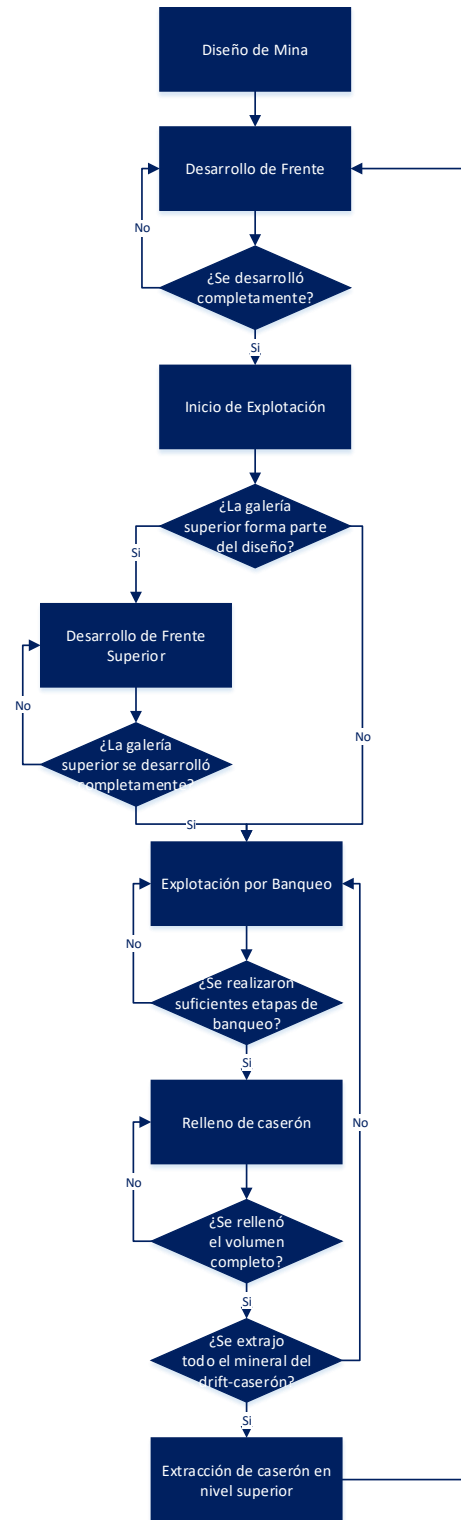 Diseño de Mina
Desarrollo de Frente
No
¿Se desarrolló
completamente?
Si
Inicio de Explotación
¿La galería
superior forma parte
del diseño?
Si
Desarrollo de Frente
Superior
No
No
¿La galería
superior se desarrolló
completamente?
Si
Explotación por Banqueo
No
¿Se realizaron
suficientes etapas de
banqueo?
Si
Relleno de caserón
No
No
¿Se rellenó
el volumen
completo?
Si
¿Se extrajo
todo el mineral del
drift-caserón?
Si
Extracción de caserón en
nivel superior